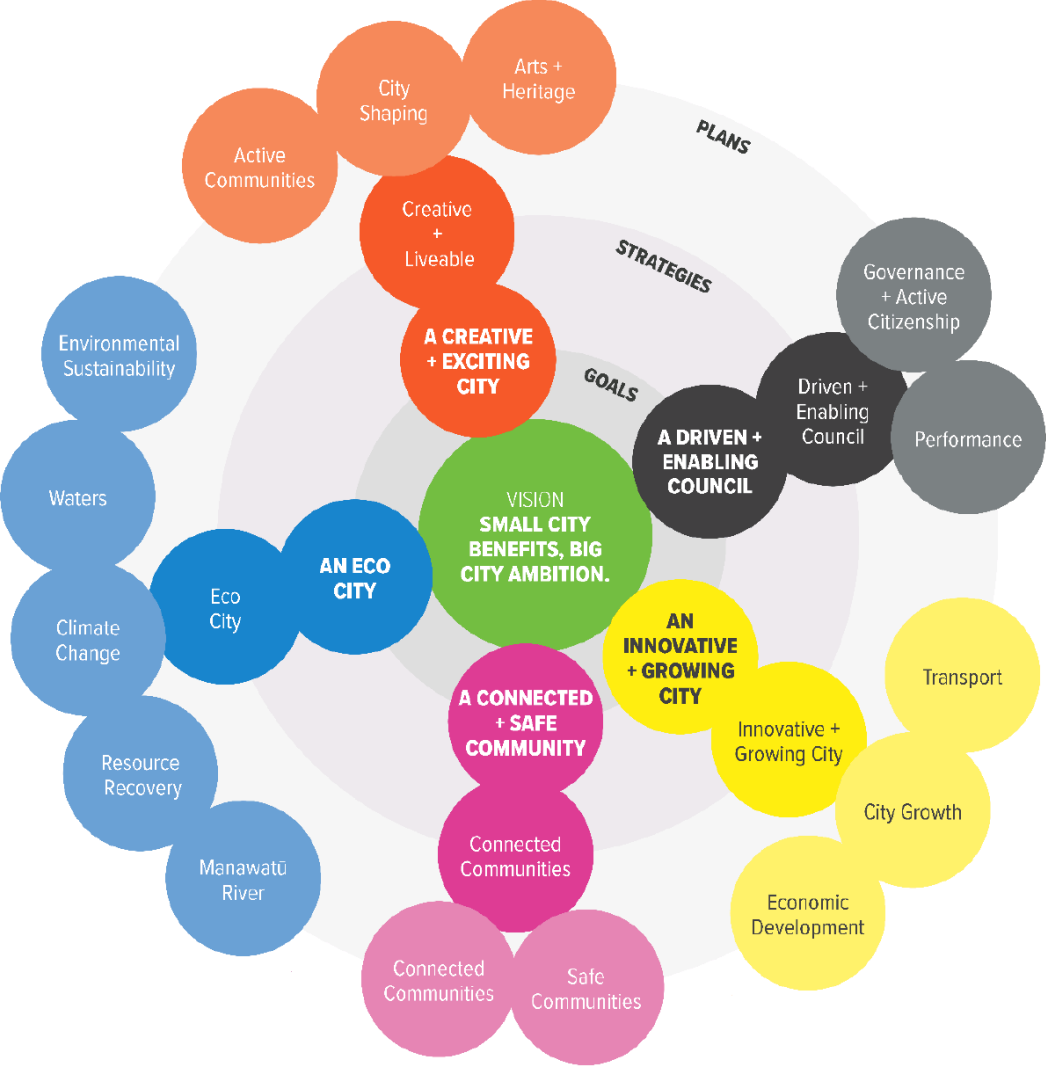 Arts +
Heritage
City
Shaping
Active
Communities
PLANS
Creative
+
Liveable
STRATEGIES
Governance
+ Active
Citizenship
A CREATIVE
+ EXCITING
CITY
GOALS
Environmental
Sustainability
Driven +
Enabling
Council
A DRIVEN +
ENABLING
COUNCIL
Performance
Waters
VISION
SMALL CITY
BENEFITS, BIG
CITY AMBITION.
AN ECO
CITY
Eco
City
Climate
Change
AN
INNOVATIVE
+ GROWING
CITY
Transport
A CONNECTED
+ SAFE
COMMUNITY
Innovative +
Growing City
Resource
Recovery
City Growth
Connected
Communities
Manawatū
River
Economic
Development
Connected
Communities
Safe
Communities